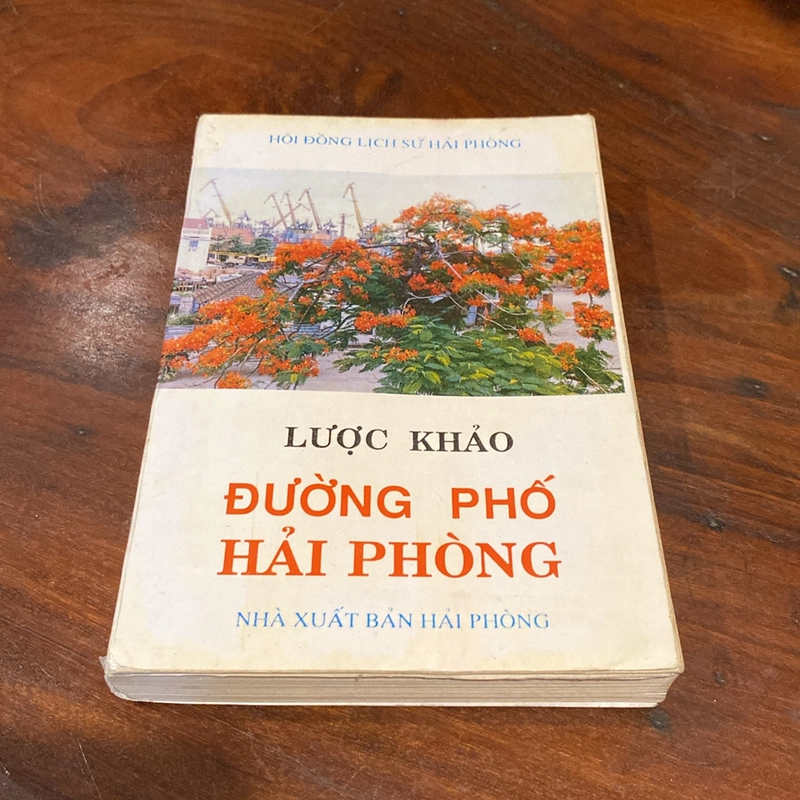 HỘI ĐỒNG LỊCH SỬ HẢI PHÒNG
LƯỢC KHẢO
ĐƯỜNG PHỐ
HẢI PHÒNG
NHÀ XUẤT BẢN HẢI PHÒNG